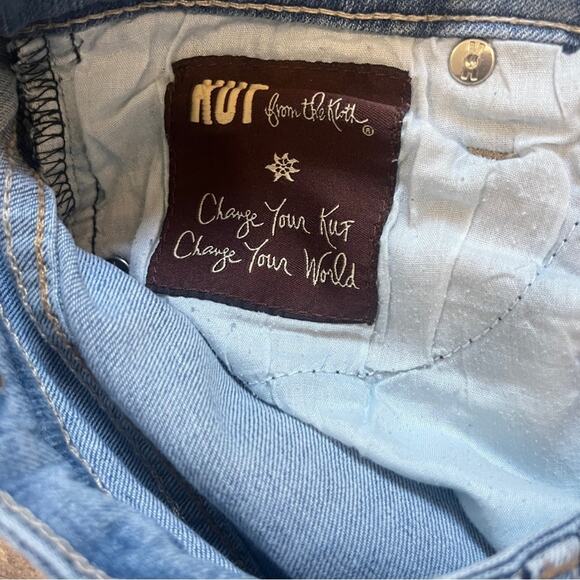 KUT from the Kloth®
Change Your Kut
Change Your World